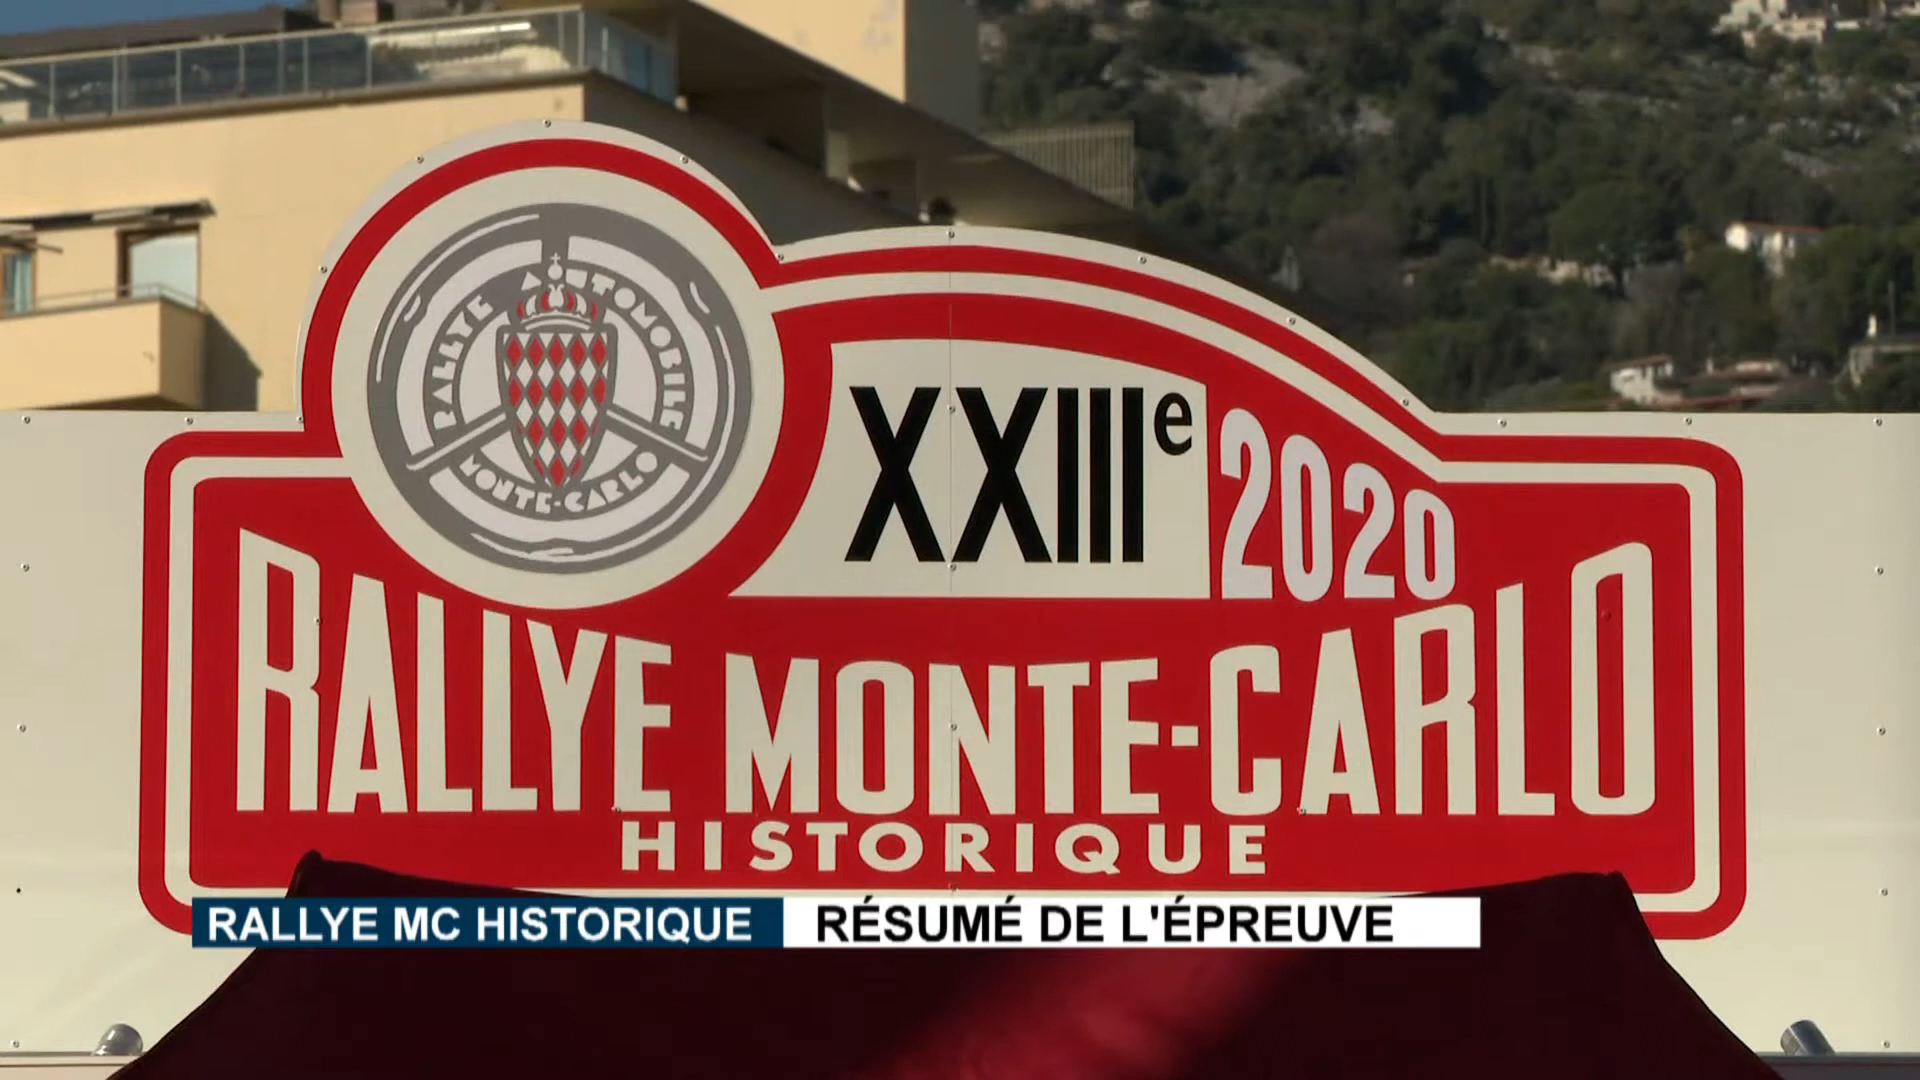 RALLYE AUTOMOBILE
MONTE-CARLO
XXIIIe 2020
RALLYE MONTE-CARLO
HISTORIQUE
RALLYE MC HISTORIQUE RÉSUMÉ DE L'ÉPREUVE